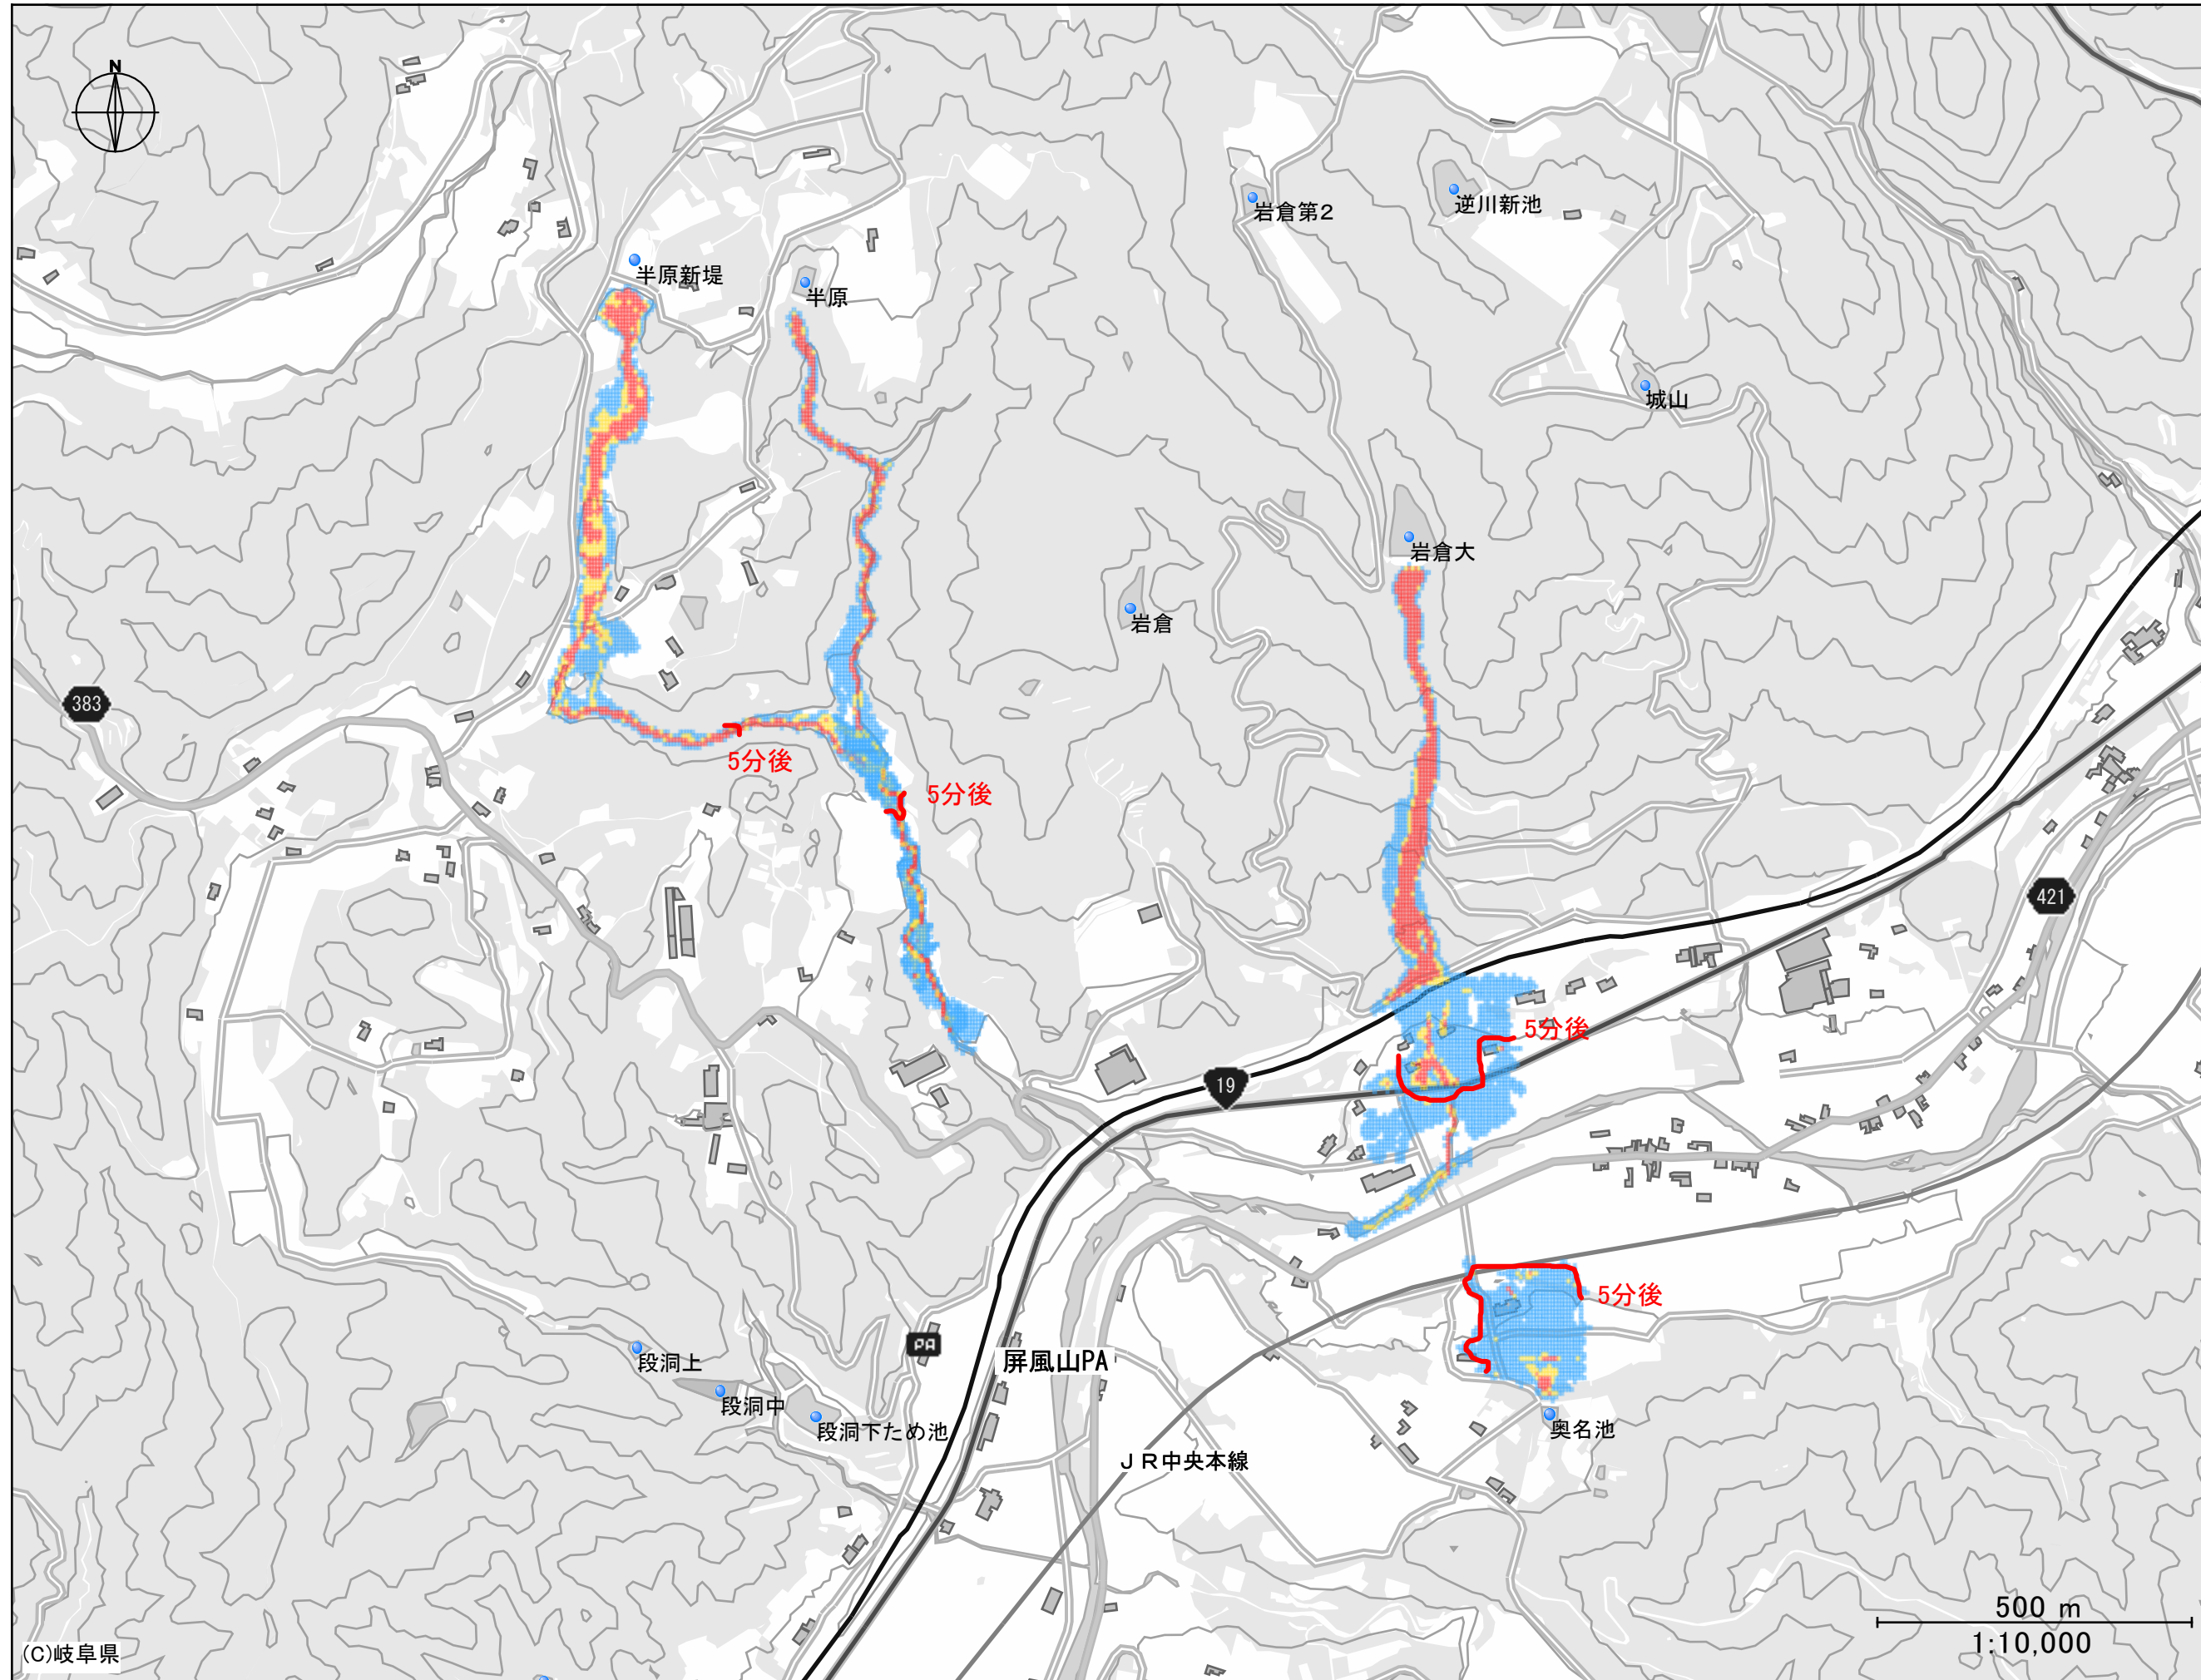 N
岩倉第2
逆川新池
半原新堤
半原
城山
岩倉大
岩倉
383
5分後
5分後
421
5分後
19
5分後
段洞上
屏風山PA
PA
段洞中
段洞下ため池
奥名池
JR中央本線
500 m
1:10,000
(C)岐阜県